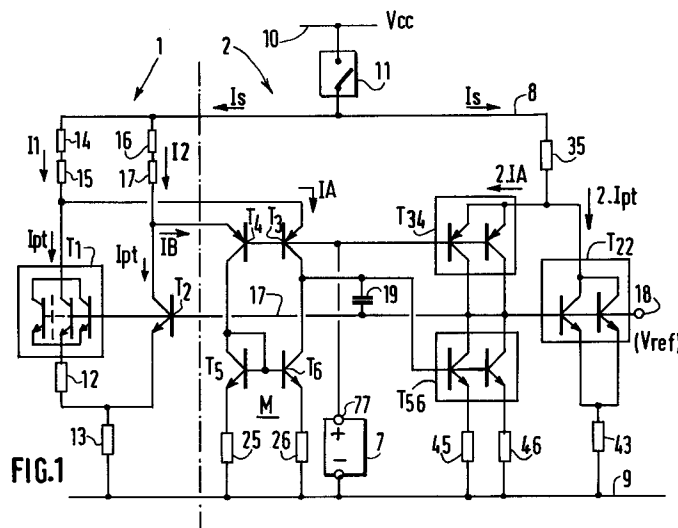 10
Vcc
1
2
11
Is
Is
8
I1
14
16
I2
15
17
35
IA
2.IA
2.Ipt
Ipt
T1
Ipt
IB
T4
T3
T34
T22
T2
17
19
18
(Vref)
T5
T6
T56
12
M
77
13
25
26
+
−
7
45
46
43
FIG.1
9